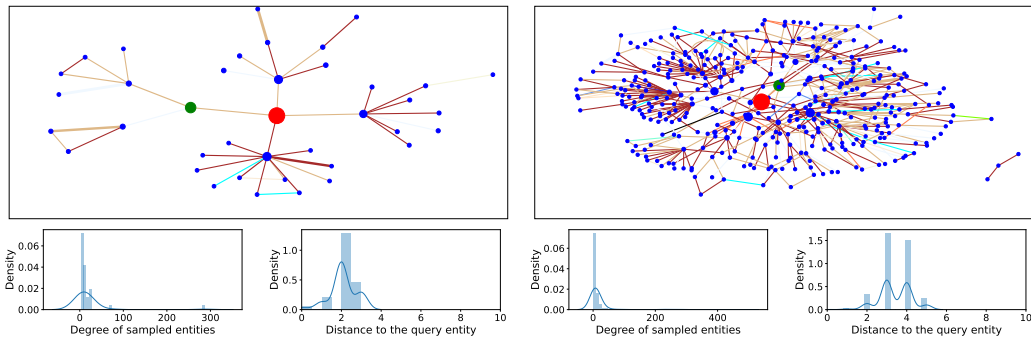 Density
0.06
0.04
0.02
0.00
0 100 200 300
Degree of sampled entities
Density
1.0
0.5
0.0
0 2 4 6 8 10
Distance to the query entity
Density
0.04
0.02
0.00
0 200 400
Degree of sampled entities
Density
1.5
1.0
0.5
0.0
0 2 4 6 8 10
Distance to the query entity